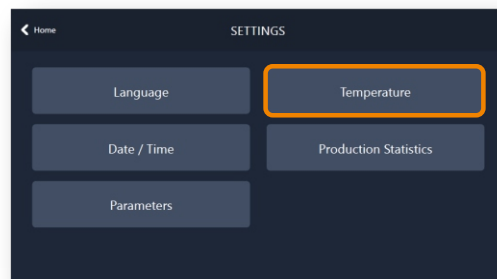 Home
SETTINGS
Language
Temperature
Date / Time
Production Statistics
Parameters